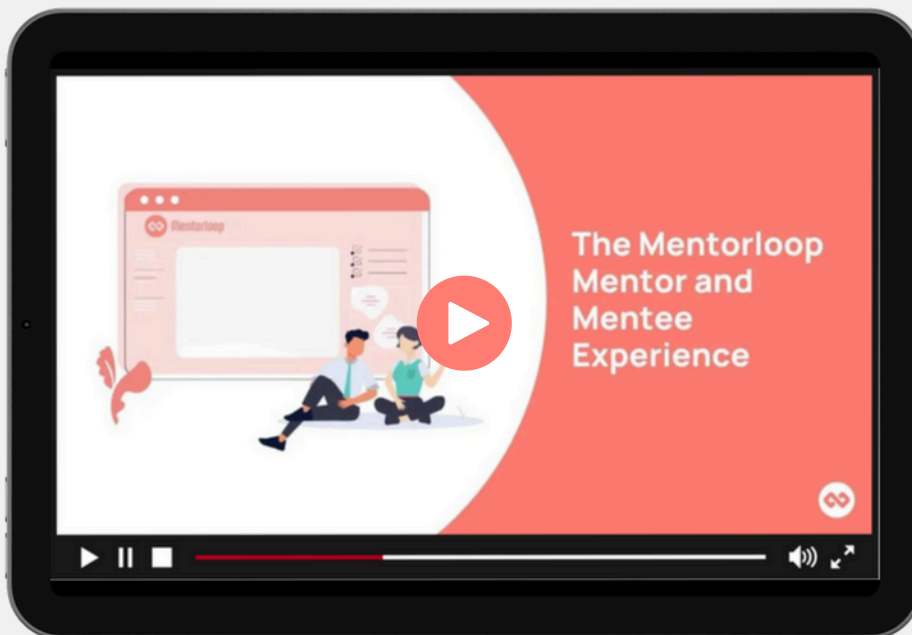 Mentorloop
The Mentorloop
Mentor and
Mentee
Experience